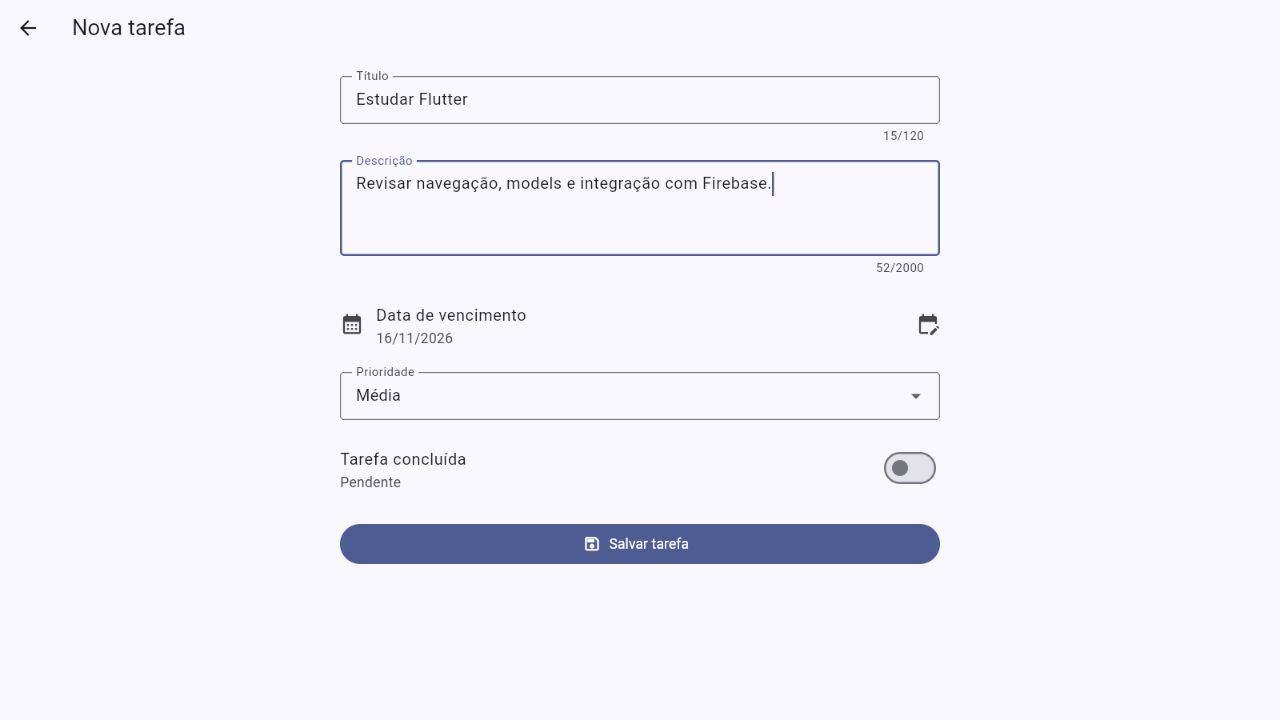 Nova tarefa
Título
Estudar Flutter
15/120
Descrição
Revisar navegação, models e integração com Firebase.
52/2000
Data de vencimento
16/11/2026
Prioridade
Média
Tarefa concluída
Pendente
Salvar tarefa